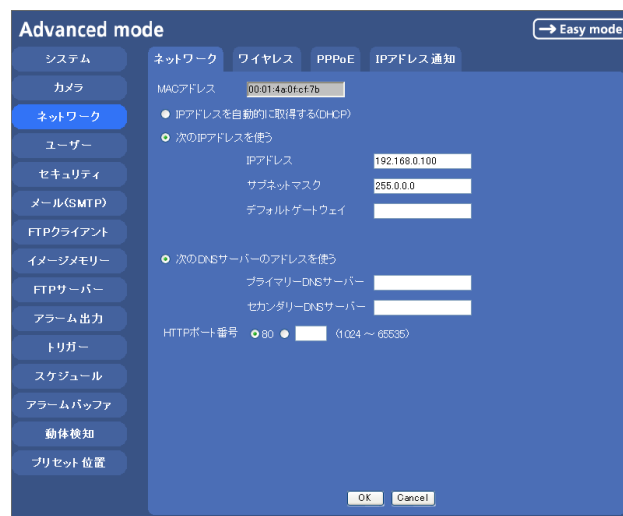 Advanced mode
→ Easy mode
システム
カメラ
ネットワーク
ユーザー
セキュリティ
メール(SMTP)
FTPクライアント
イメージメモリー
FTPサーバー
アラーム出力
トリガー
スケジュール
アラームバッファ
動体検知
プリセット位置
ネットワーク ワイヤレス PPPoE IPアドレス通知
MACアドレス 00:01:4a:0f:cf:7b
IPアドレスを自動的に取得する(DHCP)
次のIPアドレスを使う
IPアドレス 192.168.0.100
サブネットマスク 255.0.0.0
デフォルトゲートウェイ
次のDNSサーバーのアドレスを使う
プライマリーDNSサーバー
セカンダリーDNSサーバー
HTTPポート番号 80 (1024 ～ 65535)
OK Cancel